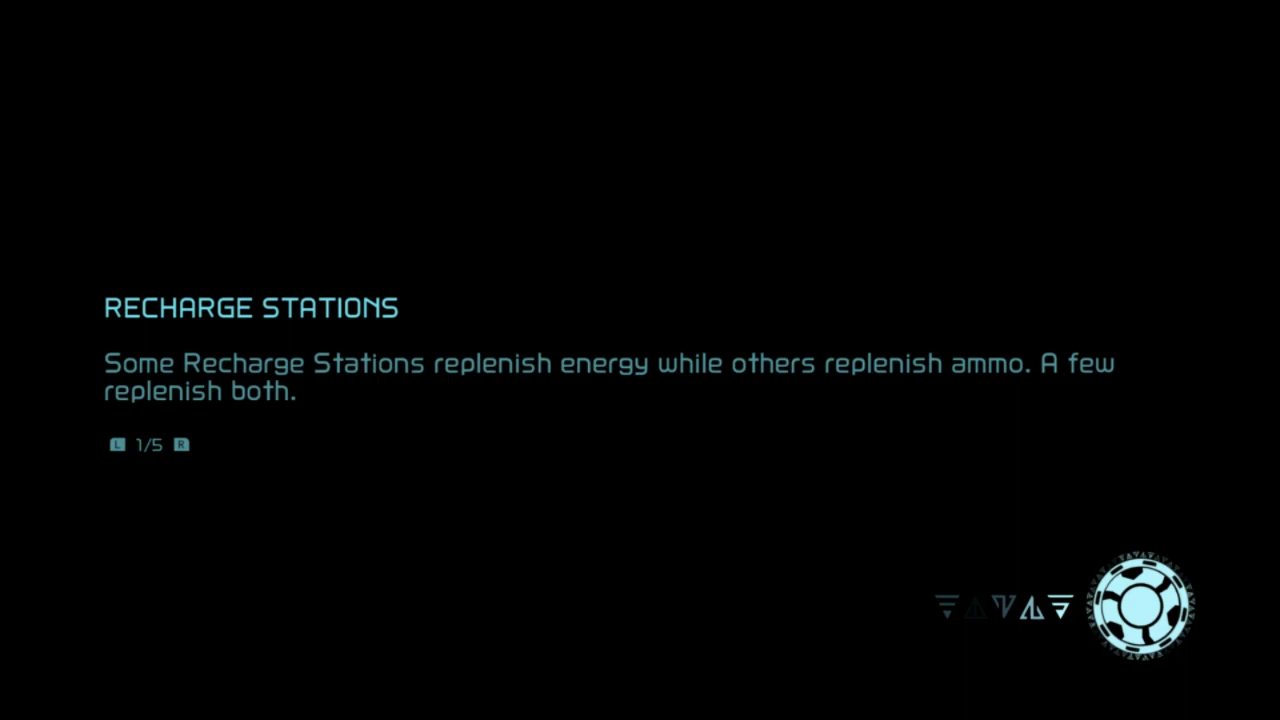 RECHARGE STATIONS
Some Recharge Stations replenish energy while others replenish ammo. A few
replenish both.
L 1/5 R